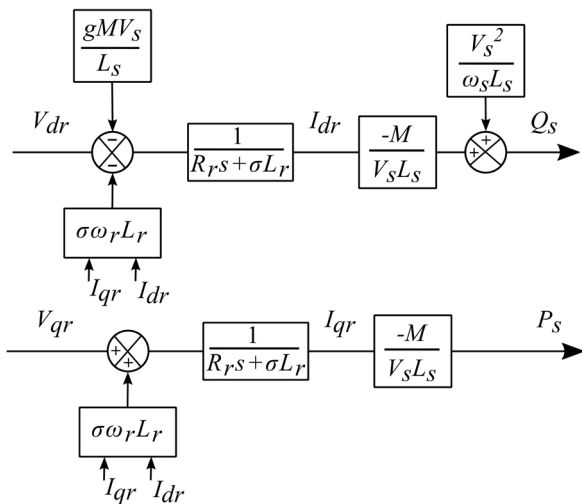 gMV_s / L_s
V_s^2 / ω_s L_s
V_dr
−
−
1 / R_r s + σL_r
I_dr
-M / V_s L_s
+
+
Q_s
σω_r L_r
I_qr I_dr
V_qr
+
+
1 / R_r s + σL_r
I_qr
-M / V_s L_s
P_s
σω_r L_r
I_qr I_dr